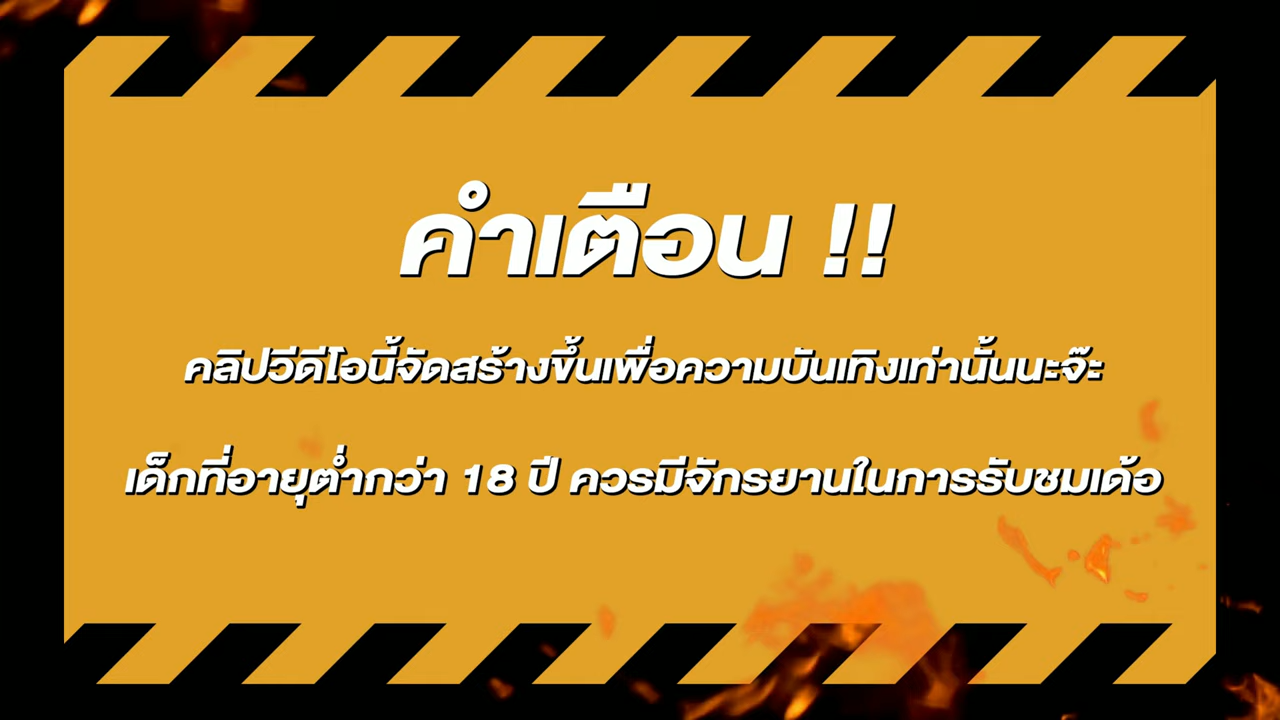 คำเตือน !!
คลิปวีดีโอนี้จัดสร้างขึ้นเพื่อความบันเทิงเท่านั้นนะจ๊ะ
เด็กที่อายุต่ำกว่า 18 ปี ควรมีจักรยานในการรับชมเด้อ